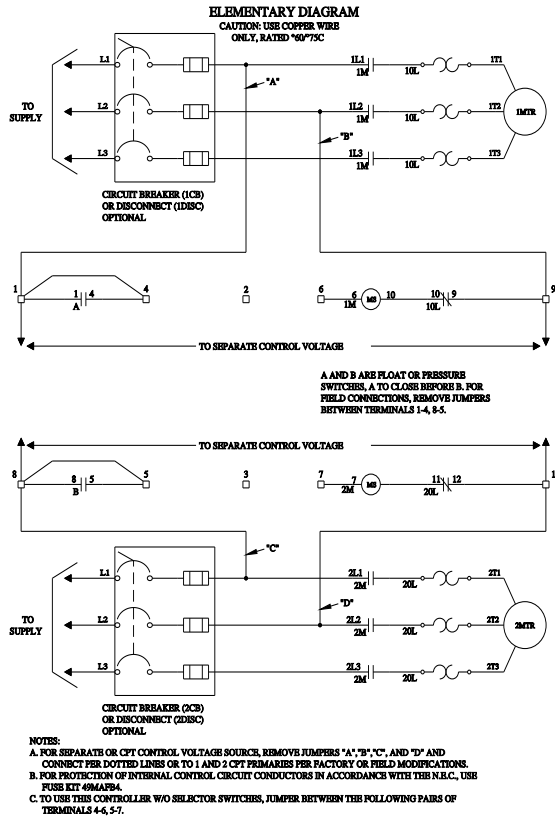 ELEMENTARY DIAGRAM
CAUTION: USE COPPER WIRE
ONLY, RATED °60/°75C
L1
1L1
1M
10L
1T1
"A"
TO
SUPPLY
L2
1L2
1M
10L
1T2
1MTR
"B"
L3
1L3
1M
10L
1T3
CIRCUIT BREAKER (1CB)
OR DISCONNECT (1DISC)
OPTIONAL
1
1 4
A
4
2
6
6
1M
MS
10
10 9
10L
9
TO SEPARATE CONTROL VOLTAGE
A AND B ARE FLOAT OR PRESSURE
SWITCHES, A TO CLOSE BEFORE B. FOR
FIELD CONNECTIONS, REMOVE JUMPERS
BETWEEN TERMINALS 1-4, 8-5.
TO SEPARATE CONTROL VOLTAGE
8
8 5
B
5
3
7
7
2M
MS
11 12
20L
1
"C"
L1
2L1
2M
20L
2T1
"D"
TO
SUPPLY
L2
2L2
2M
20L
2T2
2MTR
L3
2L3
2M
20L
2T3
CIRCUIT BREAKER (2CB)
OR DISCONNECT (2DISC)
OPTIONAL
NOTES:
A. FOR SEPARATE OR CPT CONTROL VOLTAGE SOURCE, REMOVE JUMPERS "A","B","C", AND "D" AND
CONNECT PER DOTTED LINES OR TO 1 AND 2 CPT PRIMARIES PER FACTORY OR FIELD MODIFICATIONS.
B. FOR PROTECTION OF INTERNAL CONTROL CIRCUIT CONDUCTORS IN ACCORDANCE WITH THE N.E.C., USE
FUSE KIT 49MAFB4.
C. TO USE THIS CONTROLLER W/O SELECTOR SWITCHES, JUMPER BETWEEN THE FOLLOWING PAIRS OF
TERMINALS 4-6, 5-7.